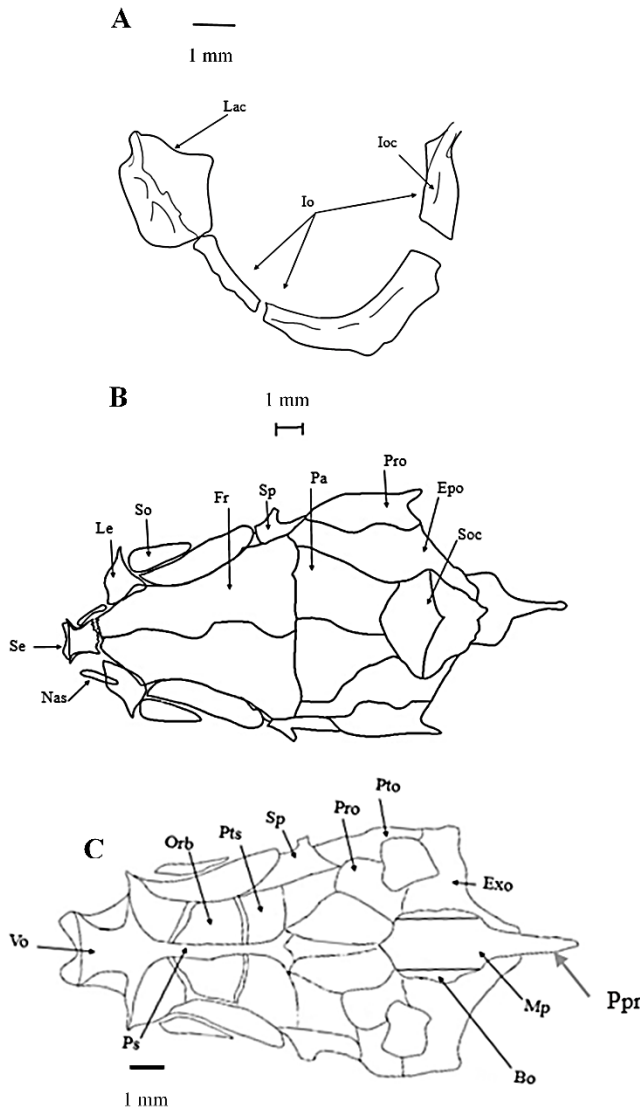 A
1 mm
Lac
Ioc
Io
B
1 mm
Pro
Pa
Sp
Epo
Fr
So
Soc
Le
Se
Nas
Pto
Pro
Sp
Pts
Orb
C
Exo
Vo
Ppr
Mp
Ps
Bo
1 mm